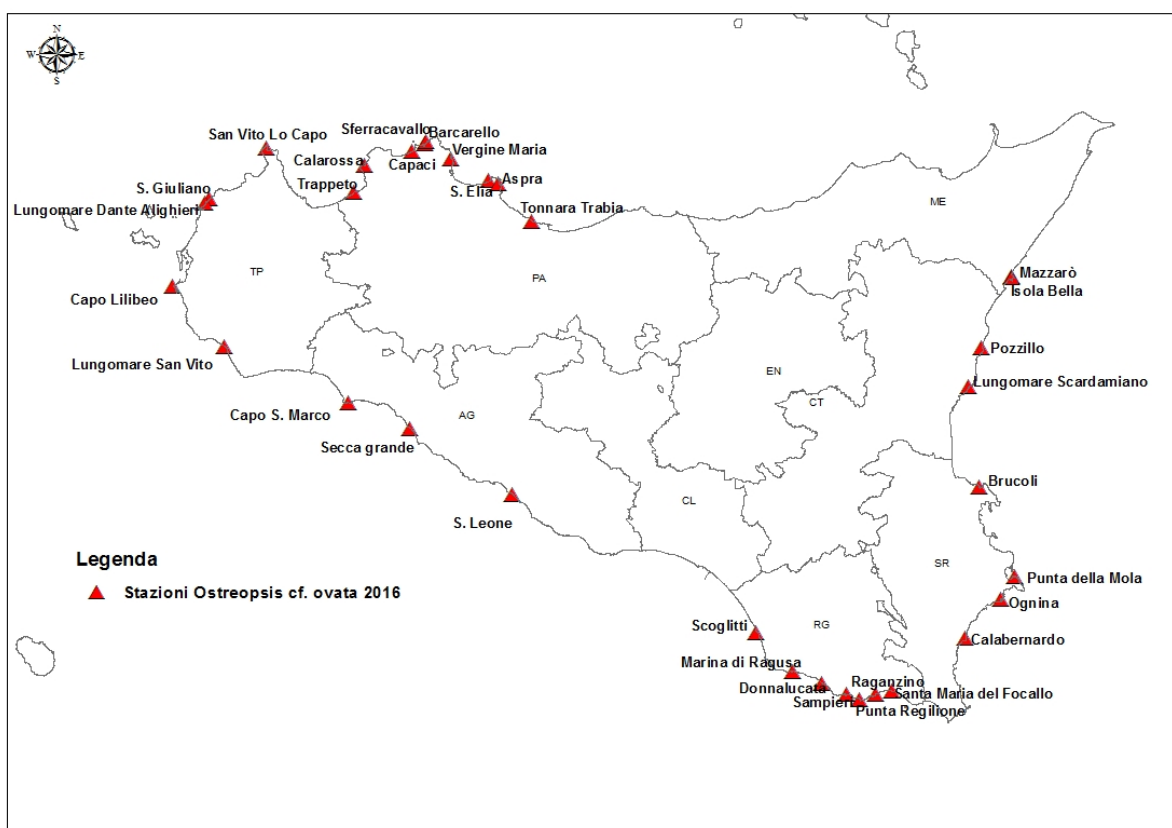 N
W E
S
San Vito Lo Capo
Sferracavallo
Barcarello
Calarossa
Capaci
Vergine Maria
Trappeto
S. Elia
Aspra
S. Giuliano
Lungomare Dante Alighieri
Tonnara Trabia
ME
TP
PA
Mazzarò
Isola Bella
Capo Lilibeo
Pozzillo
Lungomare San Vito
EN
Lungomare Scardamiano
CT
Capo S. Marco
AG
Secca grande
Brucoli
CL
S. Leone
Legenda
Stazioni Ostreopsis cf. ovata 2016
SR
Punta della Mola
Ognina
Scoglitti
RG
Calabernardo
Marina di Ragusa
Donnalucata
Raganzino
Santa Maria del Focallo
Sampieri
Punta Regilione